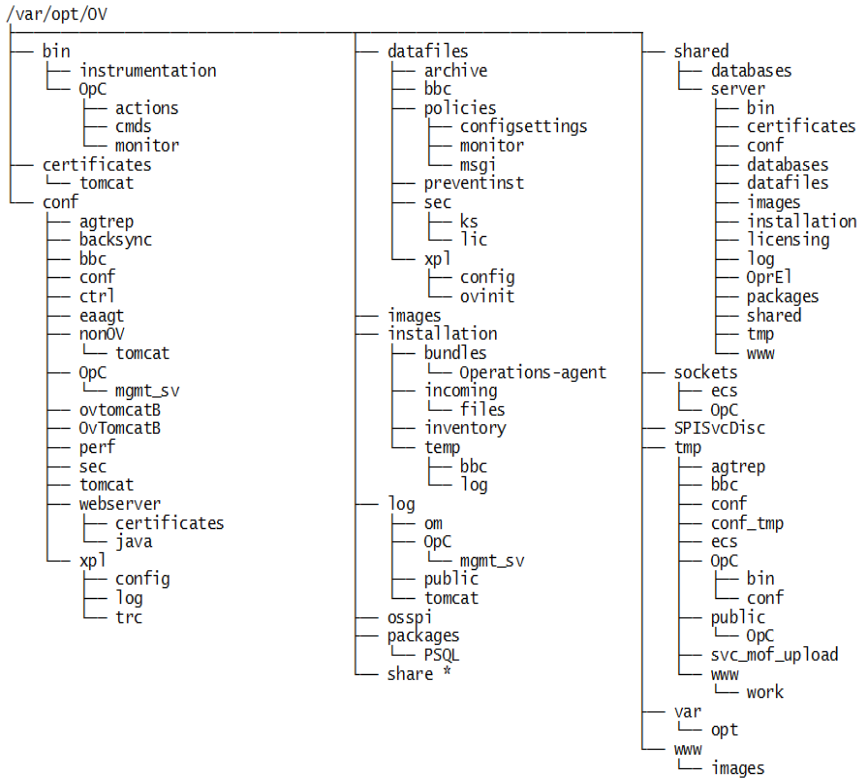 /var/opt/OV
bin
instrumentation
OpC
actions
cmds
monitor
certificates
tomcat
conf
agtrep
backsync
bbc
conf
ctrl
eaagt
nonOV
tomcat
OpC
mgmt_sv
ovtomcatB
OvTomcatB
perf
sec
tomcat
webserver
certificates
java
xpl
config
log
trc
datafiles
archive
bbc
policies
configsettings
monitor
msgi
preventinst
sec
ks
lic
xpl
config
ovinit
images
installation
bundles
Operations-agent
incoming
files
inventory
temp
bbc
log
log
om
OpC
mgmt_sv
public
tomcat
osspi
packages
PSQL
share *
shared
databases
server
bin
certificates
conf
databases
datafiles
images
installation
licensing
log
OprEl
packages
shared
tmp
www
sockets
ecs
OpC
SPISvcDisc
tmp
agtrep
bbc
conf
conf_tmp
ecs
OpC
bin
conf
public
OpC
svc_mof_upload
www
work
var
opt
www
images